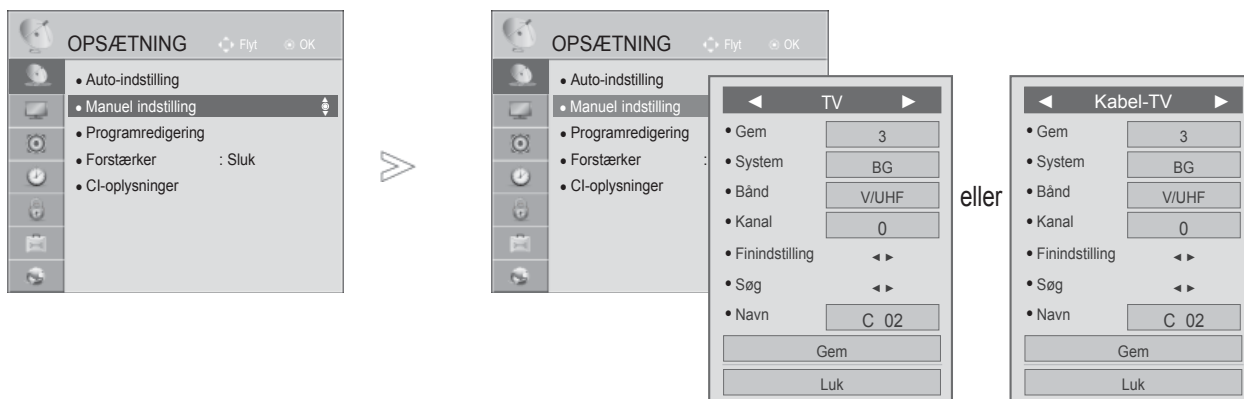 OPSÆTNING Flyt OK
• Auto-indstilling
• Manuel indstilling
• Programredigering
• Forstærker : Sluk
• CI-oplysninger
OPSÆTNING Flyt OK
• Auto-indstilling
• Manuel indstilling
• Programredigering
• Forstærker :
• CI-oplysninger
◄ TV ►
• Gem 3
• System BG
• Bånd V/UHF
• Kanal 0
• Finindstilling ◄ ►
• Søg ◄ ►
• Navn C 02
Gem
Luk
eller
◄ Kabel-TV ►
• Gem 3
• System BG
• Bånd V/UHF
• Kanal 0
• Finindstilling ◄ ►
• Søg ◄ ►
• Navn C 02
Gem
Luk